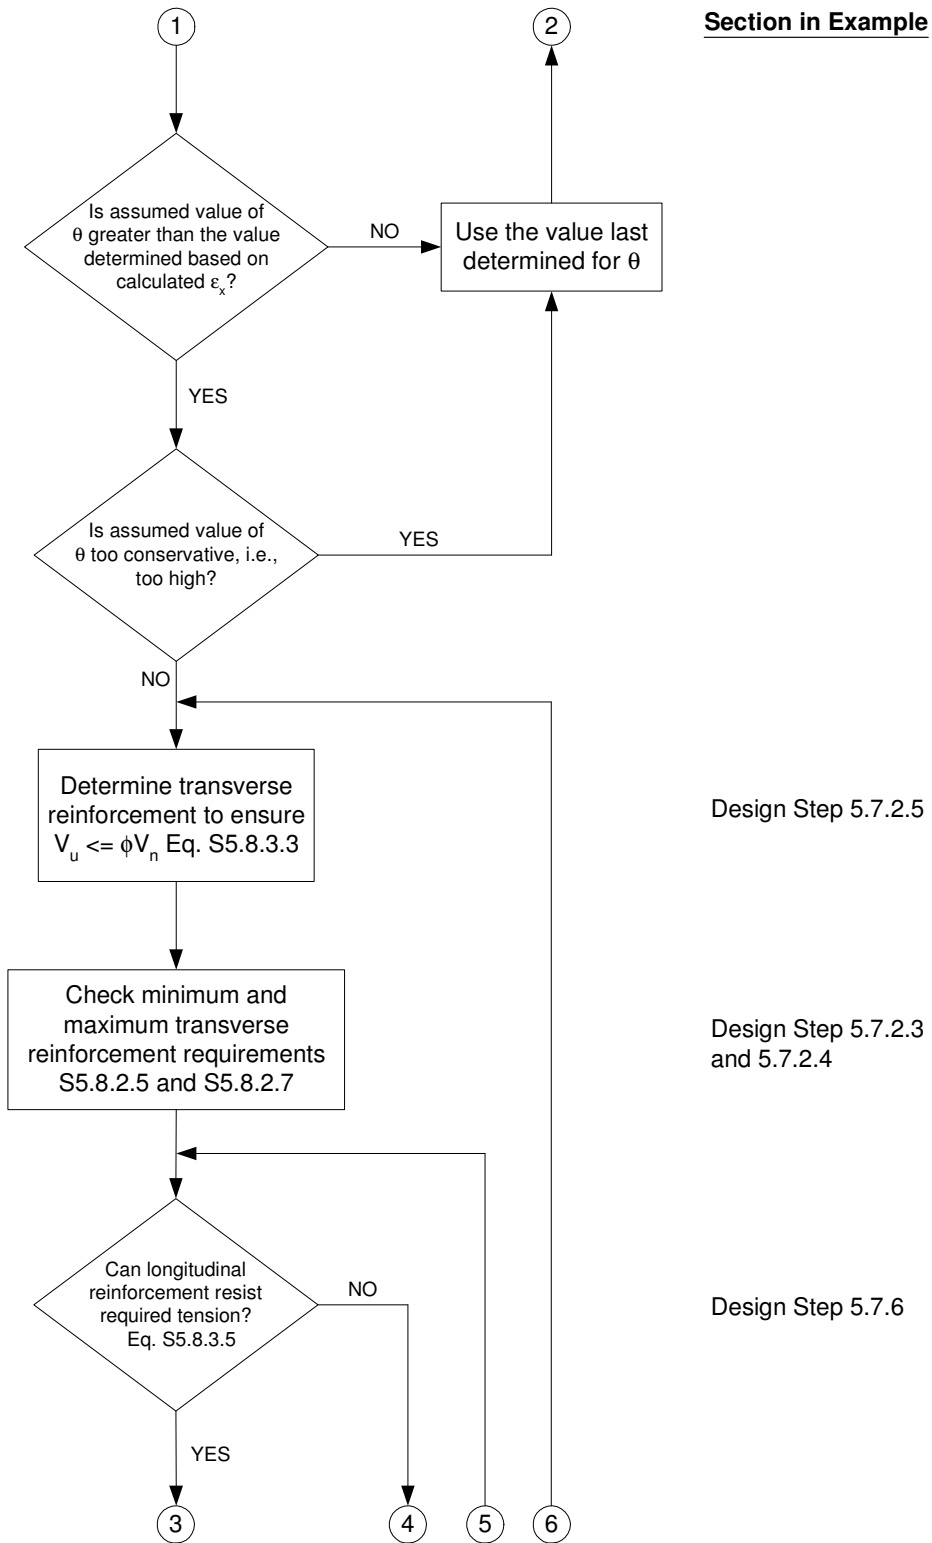 1
2
Section in Example
Is assumed value of
θ greater than the value
determined based on
calculated εx?
NO
Use the value last
determined for θ
YES
Is assumed value of
θ too conservative, i.e.,
too high?
YES
NO
Determine transverse
reinforcement to ensure
Vu <= ϕVn Eq. S5.8.3.3
Design Step 5.7.2.5
Check minimum and
maximum transverse
reinforcement requirements
S5.8.2.5 and S5.8.2.7
Design Step 5.7.2.3
and 5.7.2.4
Can longitudinal
reinforcement resist
required tension?
Eq. S5.8.3.5
NO
Design Step 5.7.6
YES
3
4
5
6